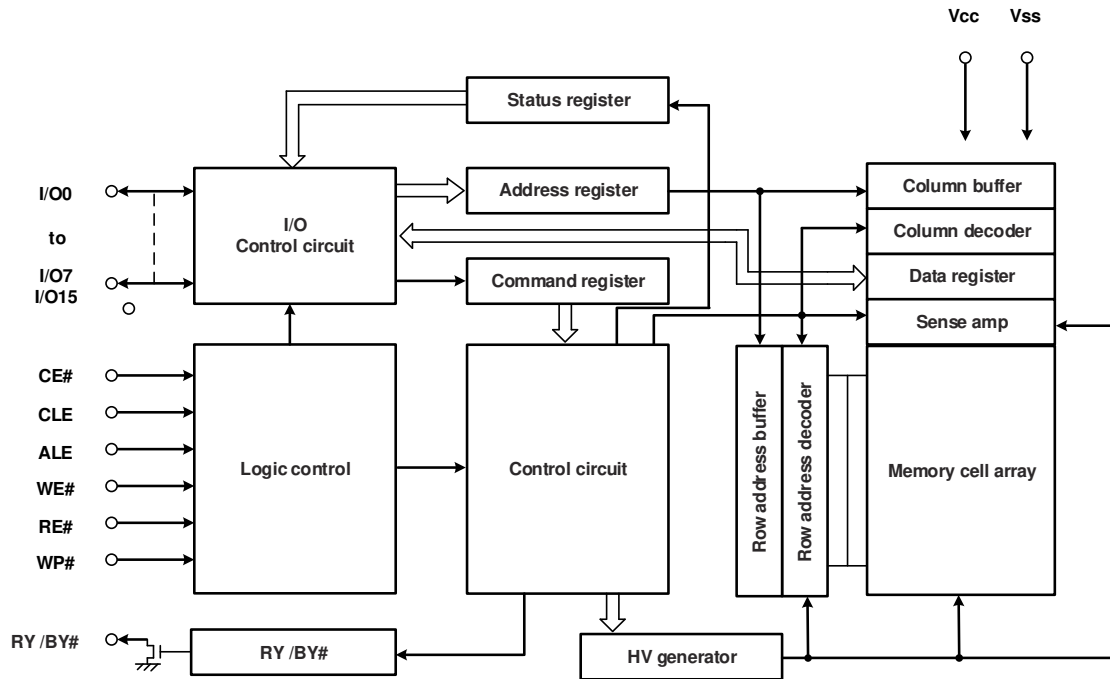 Vcc
Vss
Status register
I/O0
to
I/O7
I/O15
I/O
Control circuit
Address register
Command register
Column buffer
Column decoder
Data register
Sense amp
CE#
CLE
ALE
WE#
RE#
WP#
Logic control
Control circuit
Row address buffer
Row address decoder
Memory cell array
RY /BY#
RY /BY#
HV generator